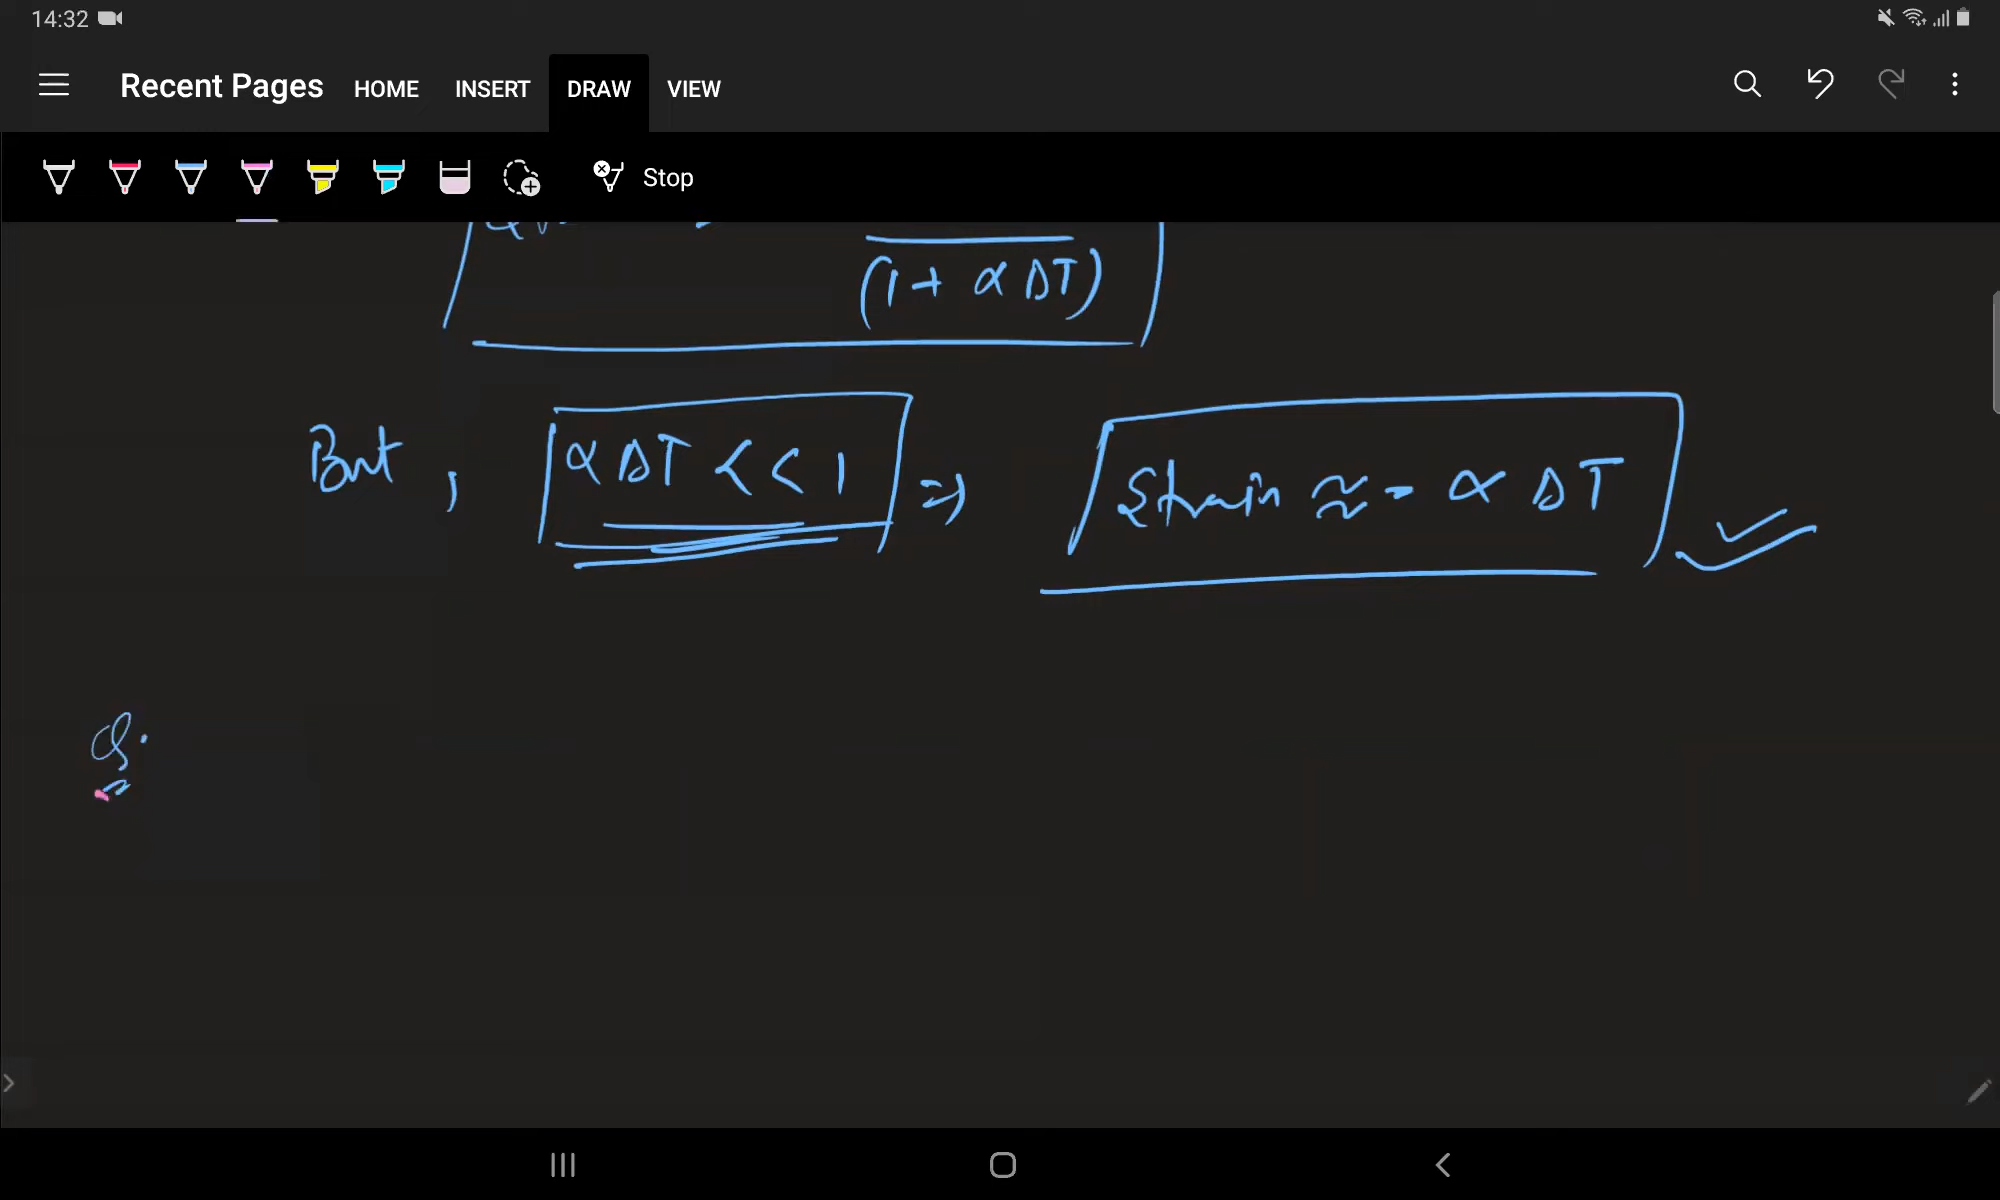 14:32
Recent Pages HOME INSERT DRAW VIEW
Stop
(1 + α ΔT)
But , α ΔT << 1 => Strain ≈ - α ΔT
Q.